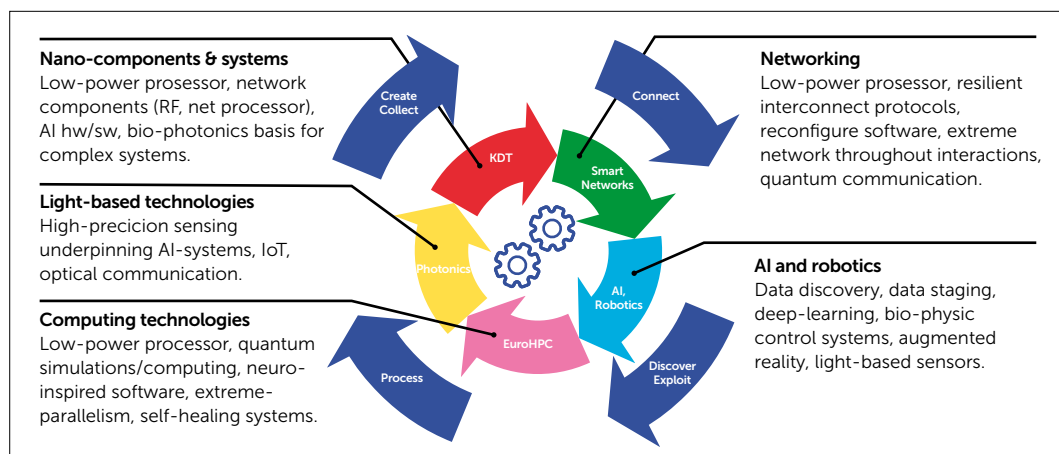 Nano-components & systems
Low-power prosessor, network
components (RF, net processor),
AI hw/sw, bio-photonics basis for
complex systems.
Light-based technologies
High-precision sensing
underpinning AI-systems, IoT,
optical communication.
Computing technologies
Low-power processor, quantum
simulations/computing, neuro-
inspired software, extreme-
parallelism, self-healing systems.
Create
Collect
Connect
KDT
Smart
Networks
Photonics
AI,
Robotics
EuroHPC
Process
Discover
Exploit
Networking
Low-power prosessor, resilient
interconnect protocols,
reconfigure software, extreme
network throughout interactions,
quantum communication.
AI and robotics
Data discovery, data staging,
deep-learning, bio-physic
control systems, augmented
reality, light-based sensors.